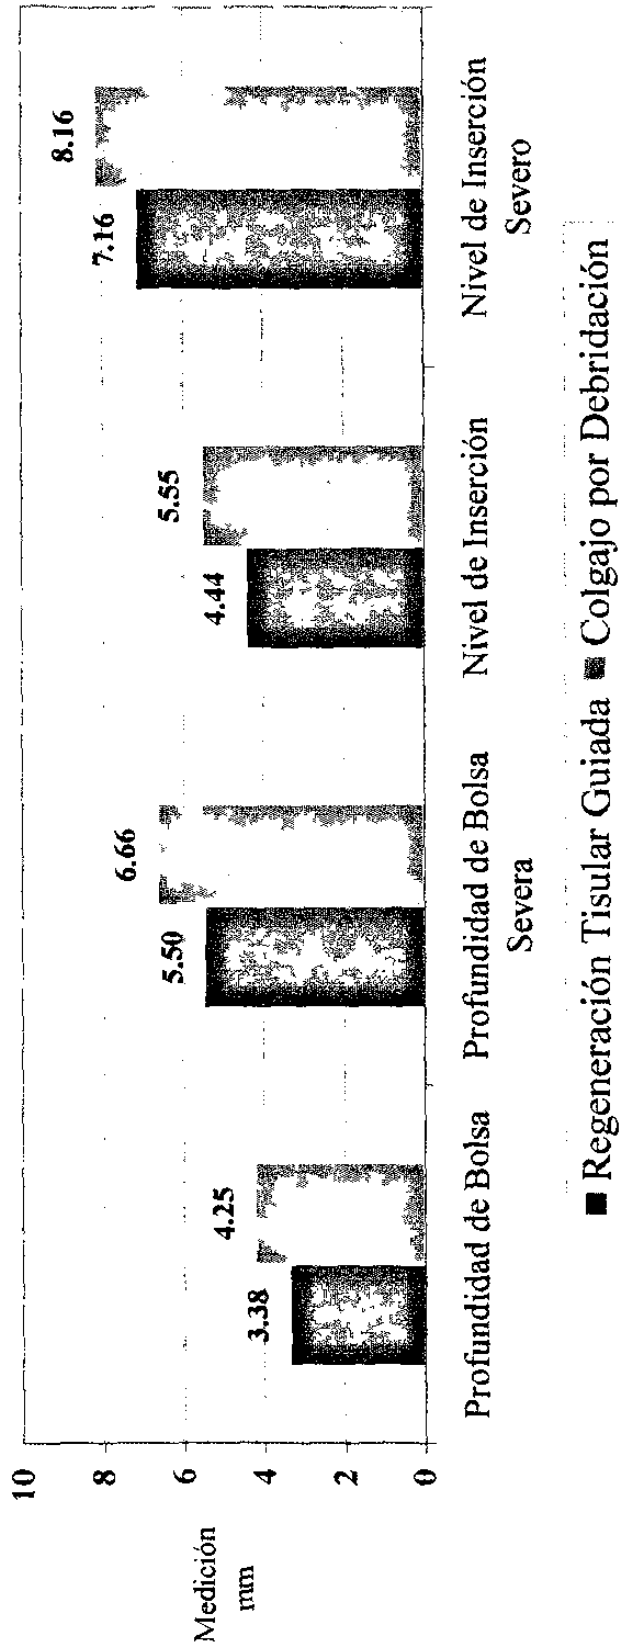 10
8
6
4
2
0
Medición
mm
3.38
4.25
5.50
6.66
4.44
5.55
7.16
8.16
Profundidad de Bolsa
Profundidad de Bolsa
Severa
Nivel de Inserción
Nivel de Inserción
Severo
Regeneración Tisular Guiada Colgajo por Debridación